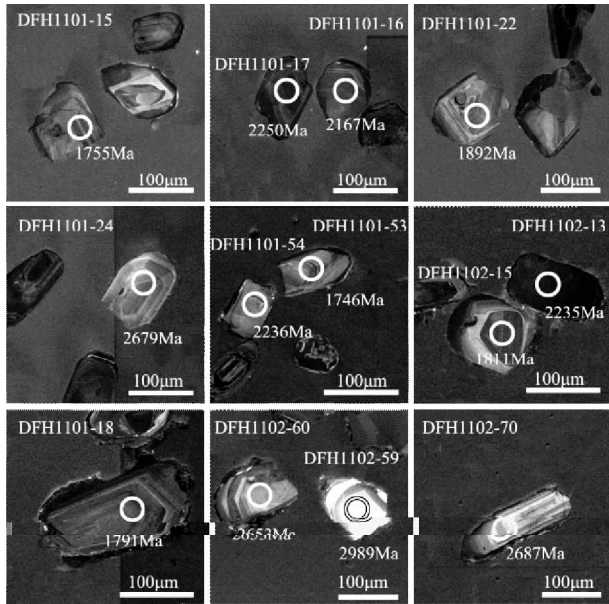 DFH1101-15
1755Ma
100μm
DFH1101-16
DFH1101-17
2250Ma
2167Ma
100μm
DFH1101-22
1892Ma
100μm
DFH1101-24
2679Ma
100μm
DFH1101-53
DFH1101-54
1746Ma
2236Ma
100μm
DFH1102-13
DFH1102-15
2235Ma
1811Ma
100μm
DFH1101-18
1791Ma
100μm
DFH1102-60
DFH1102-59
2989Ma
100μm
DFH1102-70
2687Ma
100μm